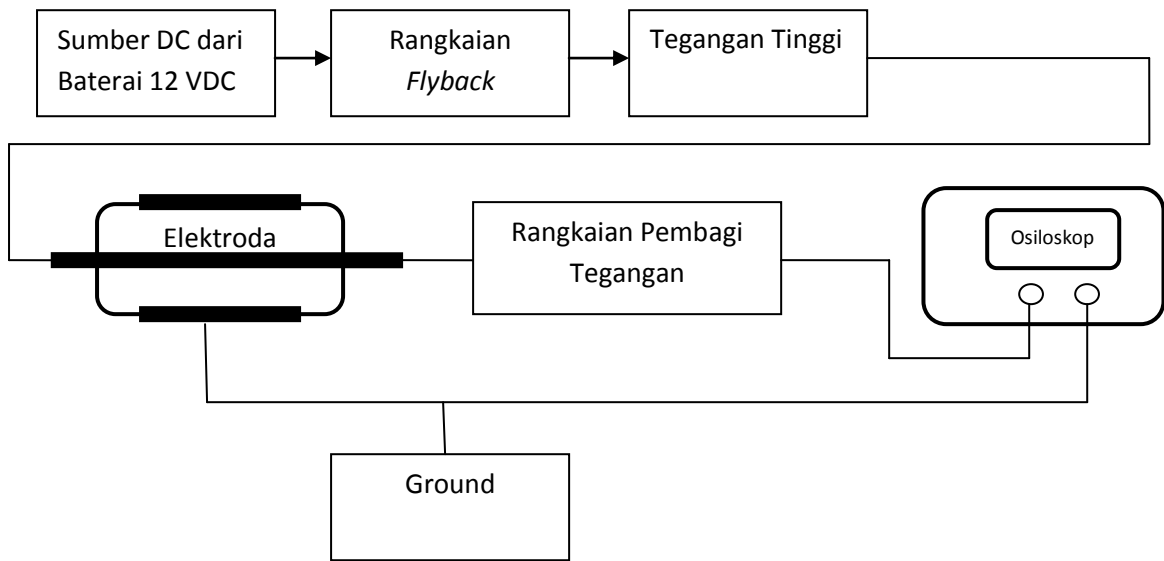 Sumber DC dari
Baterai 12 VDC
Rangkaian
Flyback
Tegangan Tinggi
Elektroda
Rangkaian Pembagi
Tegangan
Osiloskop
Ground